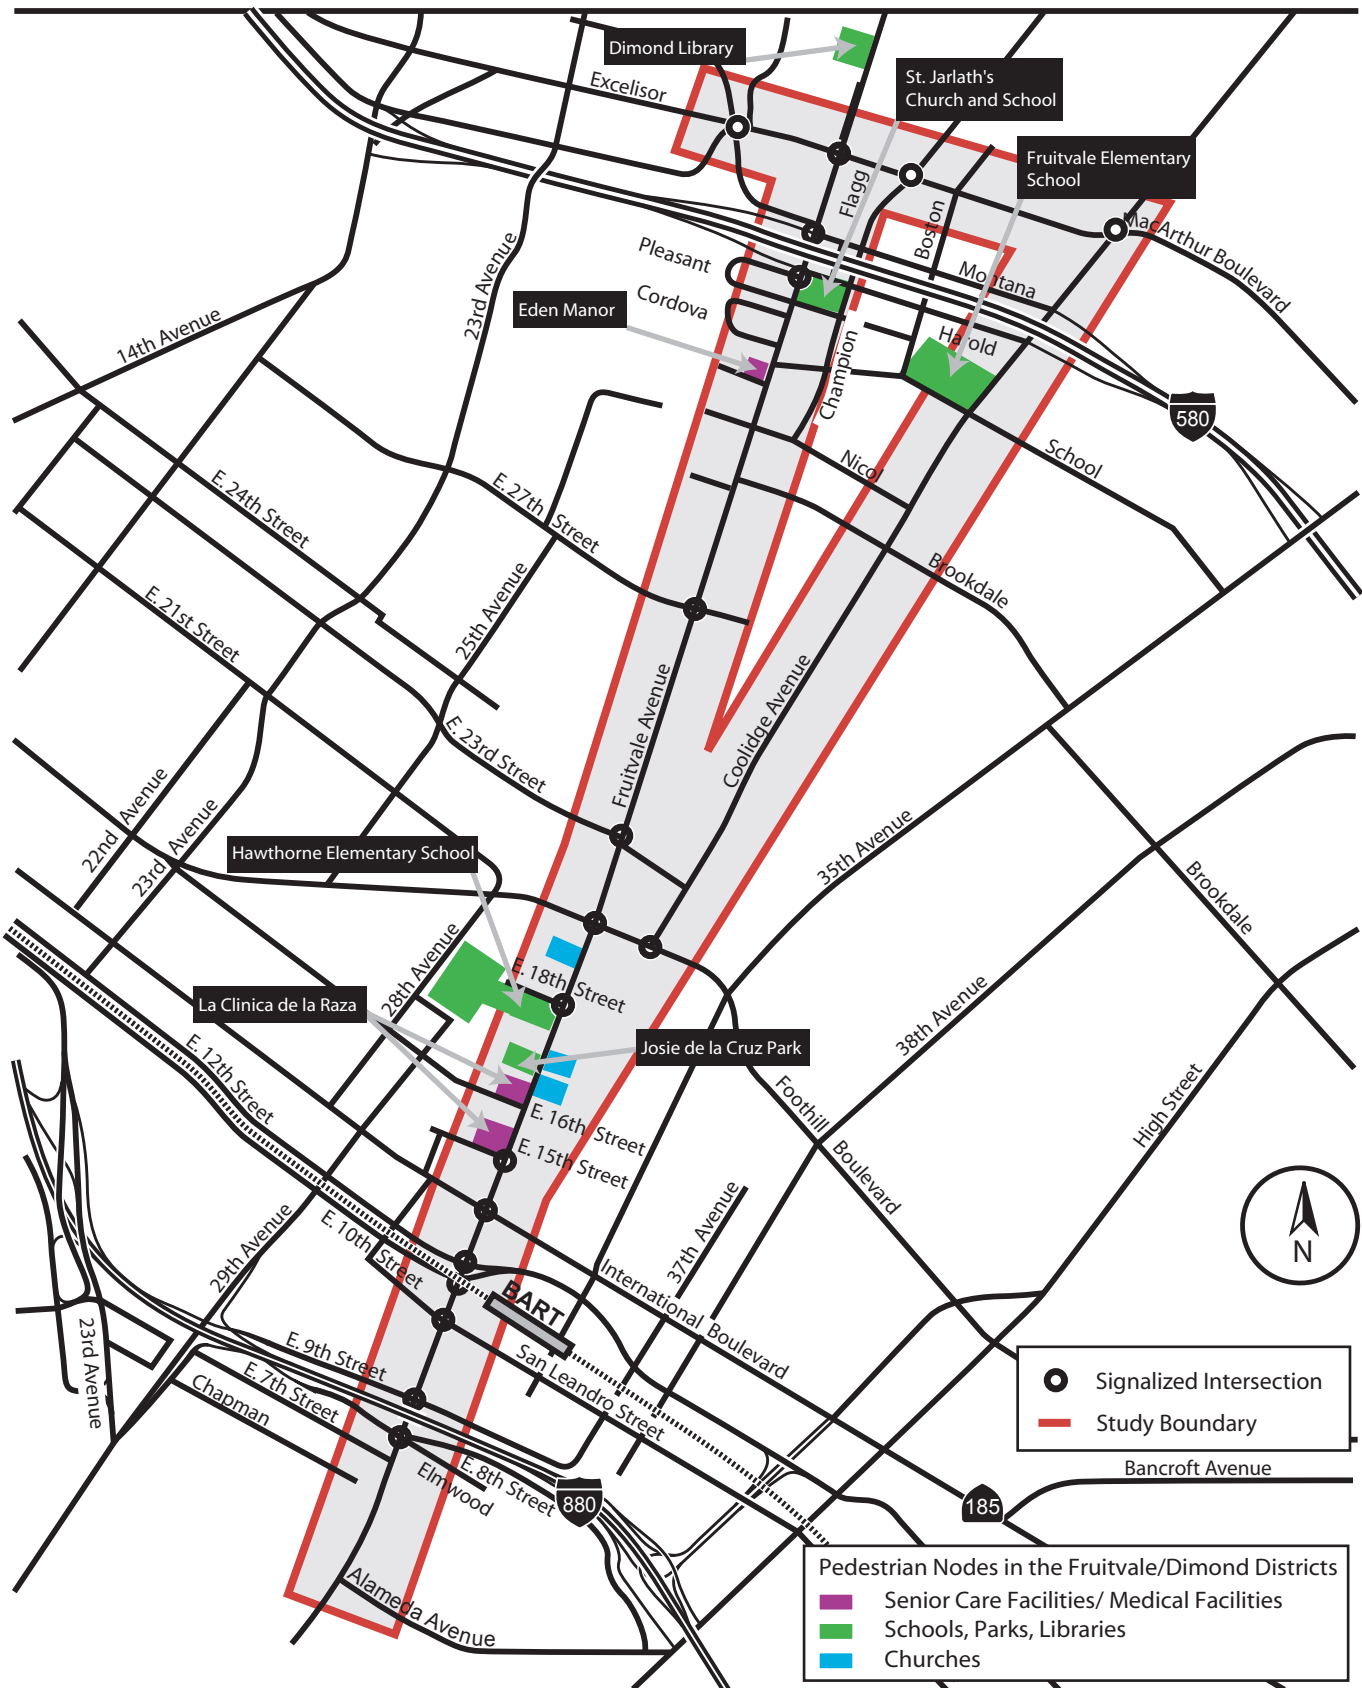 Dimond Library
St. Jarlath's
Church and School
Excelisor
Fruitvale Elementary
School
Flagg
Boston
MacArthur Boulevard
Pleasant
Montana
23rd Avenue
Cordova
Eden Manor
14th Avenue
Harold
Champion
580
School
Nicol
E. 24th Street
E. 27th Street
Brookdale
25th Avenue
E. 21st Street
Fruitvale Avenue
Coolidge Avenue
E. 23rd Street
22nd Avenue
23rd Avenue
35th Avenue
Hawthorne Elementary School
Brookdale
28th Avenue
E. 18th Street
La Clinica de la Raza
38th Avenue
Josie de la Cruz Park
E. 12th Street
Foothill Boulevard
High Street
E. 16th Street
E. 15th Street
37th Avenue
29th Avenue
E. 10th Street
N
BART
International Boulevard
23rd Avenue
E. 9th Street
San Leandro Street
E. 7th Street
Chapman
Signalized Intersection
Study Boundary
E. 8th Street
Elmwood
Bancroft Avenue
880
185
Alameda Avenue
Pedestrian Nodes in the Fruitvale/Dimond Districts
Senior Care Facilities/ Medical Facilities
Schools, Parks, Libraries
Churches